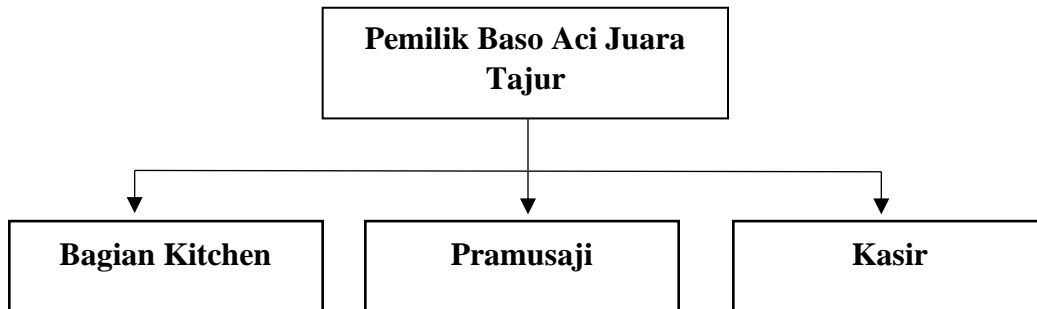 Pemilik Baso Aci Juara
Tajur
Bagian Kitchen
Pramusaji
Kasir